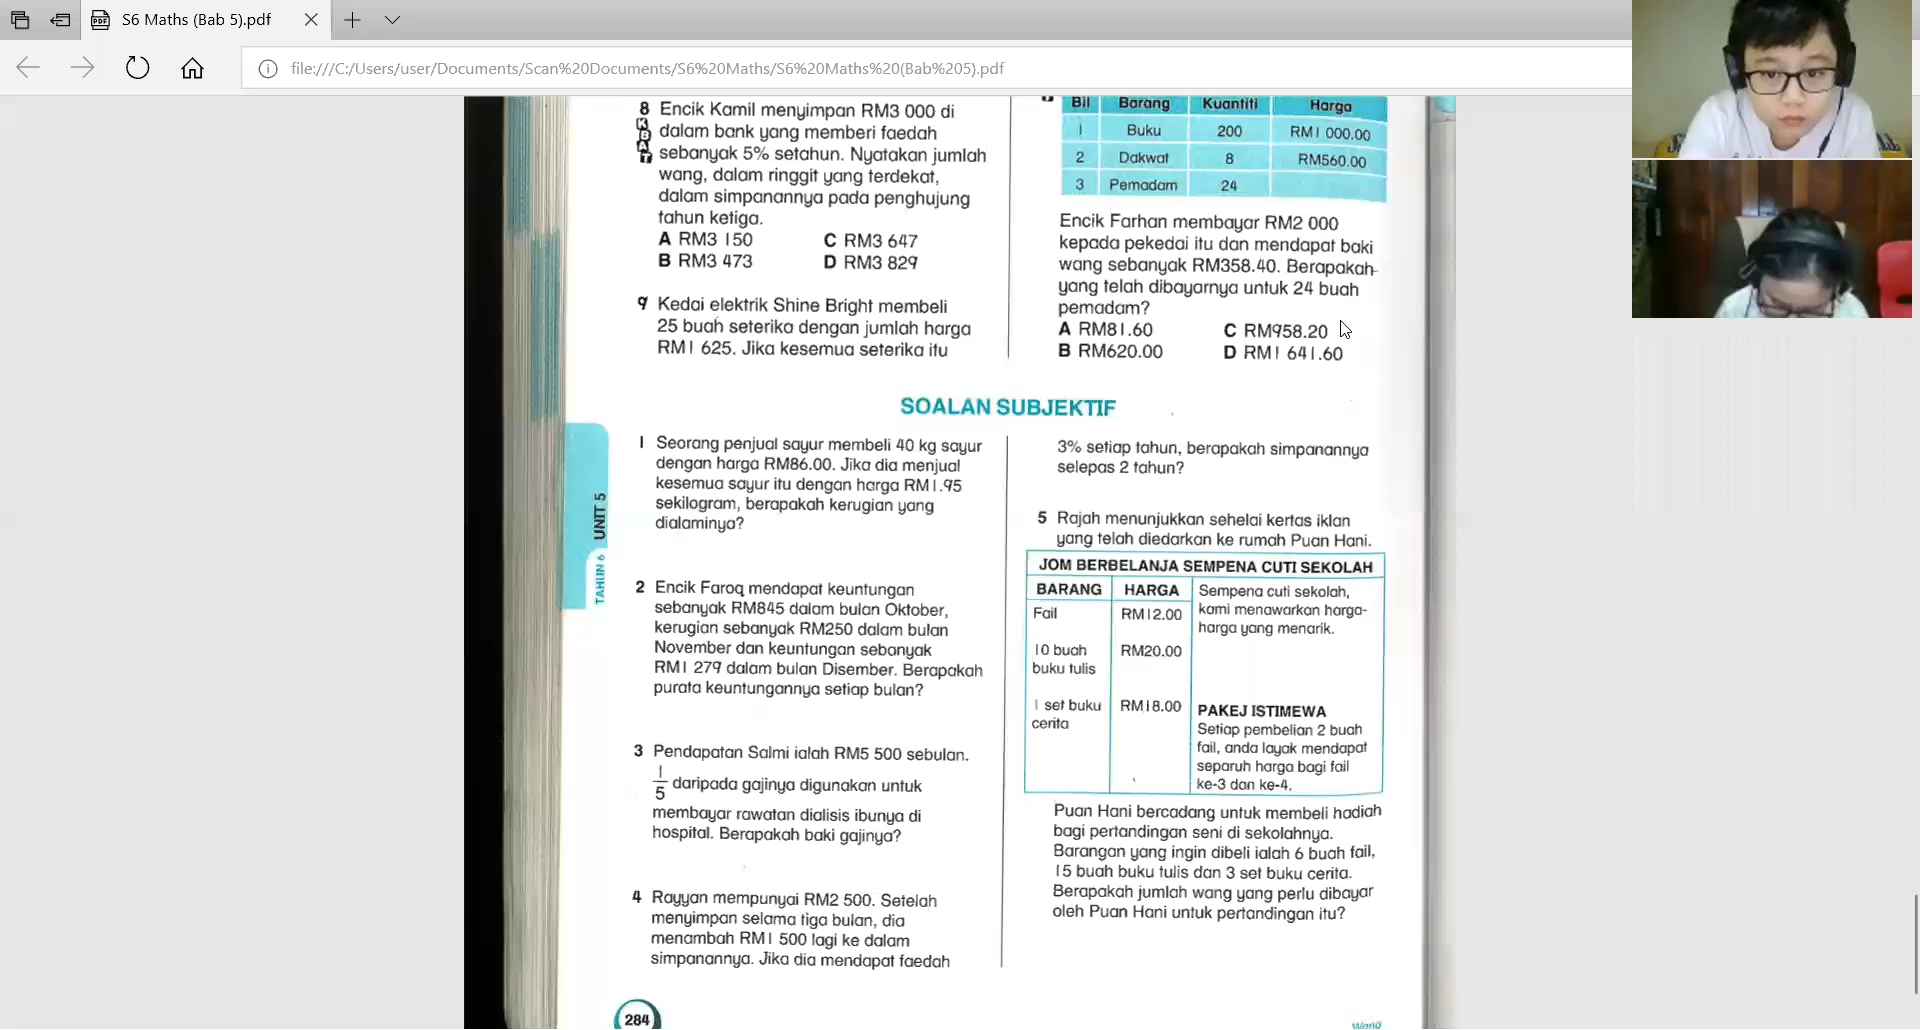 S6 Maths (Bab 5).pdf
file:///C:/Users/user/Documents/Scan%20Documents/S6%20Maths/S6%20Maths%20(Bab%205).pdf
8 Encik Kamil menyimpan RM3 000 di
dalam bank yang memberi faedah
sebanyak 5% setahun. Nyatakan jumlah
wang, dalam ringgit yang terdekat,
dalam simpanannya pada penghujung
tahun ketiga.
KBAT
A RM3 150 C RM3 647
B RM3 473 D RM3 829
9 Kedai elektrik Shine Bright membeli
25 buah seterika dengan jumlah harga
RM1 625. Jika kesemua seterika itu
Bil Barang Kuantiti Harga
1 Buku 200 RM1 000.00
2 Dakwat 8 RM560.00
3 Pemadam 24
Encik Farhan membayar RM2 000
kepada pekedai itu dan mendapat baki
wang sebanyak RM358.40. Berapakah
yang telah dibayarnya untuk 24 buah
pemadam?
A RM81.60 C RM958.20
B RM620.00 D RM1 641.60
SOALAN SUBJEKTIF
1 Seorang penjual sayur membeli 40 kg sayur
dengan harga RM86.00. Jika dia menjual
kesemua sayur itu dengan harga RM1.95
sekilogram, berapakah kerugian yang
dialaminya?
2 Encik Faroq mendapat keuntungan
sebanyak RM845 dalam bulan Oktober,
kerugian sebanyak RM250 dalam bulan
November dan keuntungan sebanyak
RM1 279 dalam bulan Disember. Berapakah
purata keuntungannya setiap bulan?
3 Pendapatan Salmi ialah RM5 500 sebulan.
1/5 daripada gajinya digunakan untuk
membayar rawatan dialisis ibunya di
hospital. Berapakah baki gajinya?
4 Rayyan mempunyai RM2 500. Setelah
menyimpan selama tiga bulan, dia
menambah RM1 500 lagi ke dalam
simpanannya. Jika dia mendapat faedah
3% setiap tahun, berapakah simpanannya
selepas 2 tahun?
5 Rajah menunjukkan sehelai kertas iklan
yang telah diedarkan ke rumah Puan Hani.
JOM BERBELANJA SEMPENA CUTI SEKOLAH
BARANG HARGA
Fail RM12.00
10 buah RM20.00
buku tulis
1 set buku RM18.00
cerita
Sempena cuti sekolah,
kami menawarkan harga-
harga yang menarik.
PAKEJ ISTIMEWA
Setiap pembelian 2 buah
fail, anda layak mendapat
separuh harga bagi fail
ke-3 dan ke-4.
Puan Hani bercadang untuk membeli hadiah
bagi pertandingan seni di sekolahnya.
Barangan yang ingin dibeli ialah 6 buah fail,
15 buah buku tulis dan 3 set buku cerita.
Berapakah jumlah wang yang perlu dibayar
oleh Puan Hani untuk pertandingan itu?
TAHUN 6 UNIT 5
284
Wang